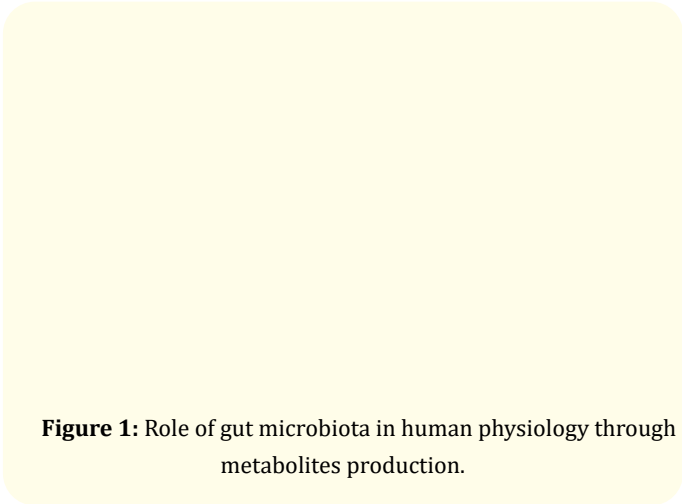 Figure 1: Role of gut microbiota in human physiology through
metabolites production.